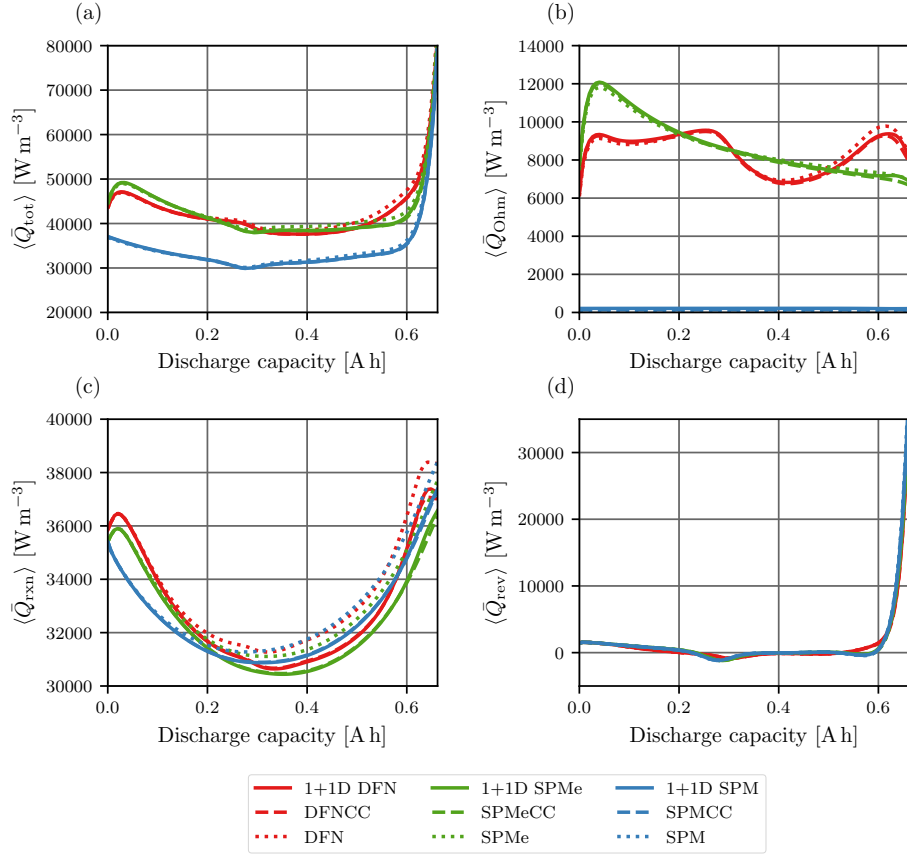 (a) (b)
80000
70000
60000
50000
40000
30000
20000
0.0 0.2 0.4 0.6
⟨Q̄tot⟩ [W m−3]
Discharge capacity [A h]
14000
12000
10000
8000
6000
4000
2000
0
0.0 0.2 0.4 0.6
⟨Q̄Ohm⟩ [W m−3]
Discharge capacity [A h]
(c) (d)
40000
38000
36000
34000
32000
30000
0.0 0.2 0.4 0.6
⟨Q̄rxn⟩ [W m−3]
Discharge capacity [A h]
30000
20000
10000
0
0.0 0.2 0.4 0.6
⟨Q̄rev⟩ [W m−3]
Discharge capacity [A h]
1+1D DFN 1+1D SPMe 1+1D SPM
DFNCC SPMeCC SPMCC
DFN SPMe SPM